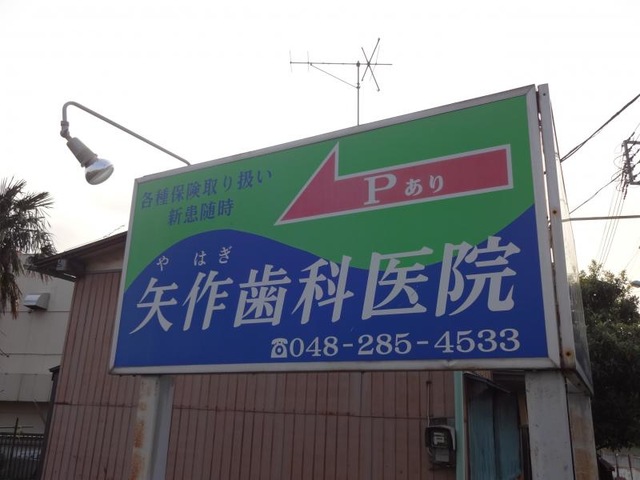 各種保険取り扱い
新患随時
Pあり
やはぎ
矢作歯科医院
☎048-285-4533